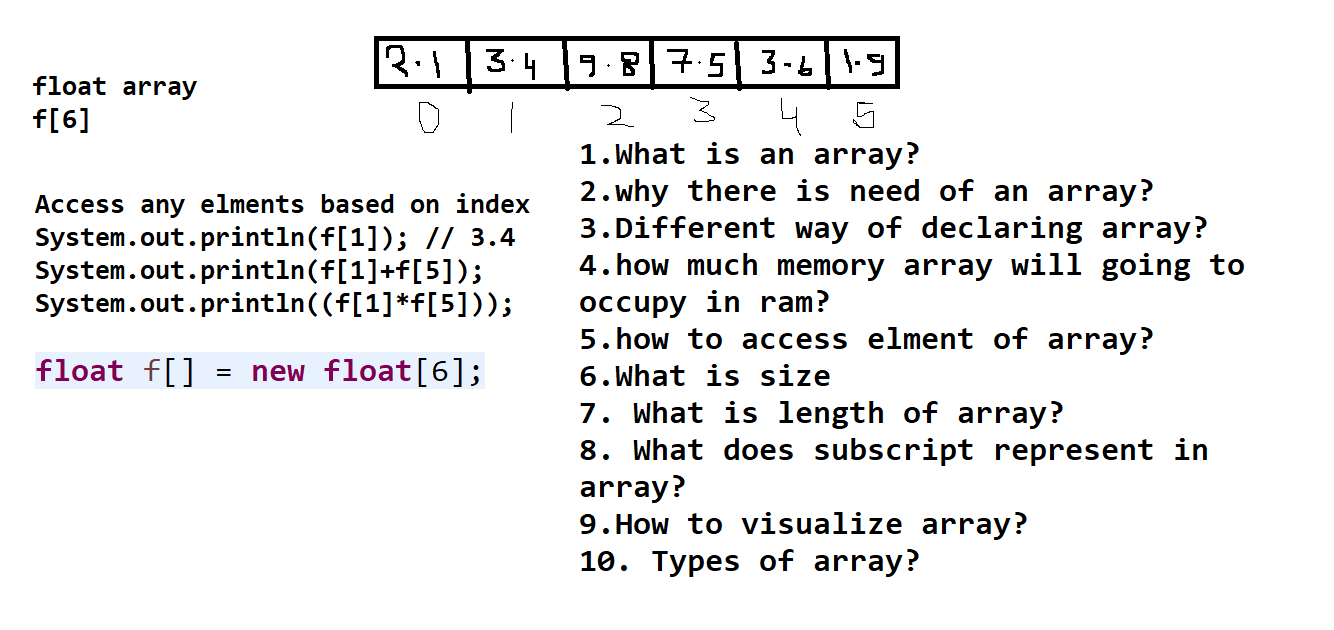 2.1 3.4 9.8 7.5 3.6 1.9
0 1 2 3 4 5
float array
f[6]
Access any elments based on index
System.out.println(f[1]); // 3.4
System.out.println(f[1]+f[5]);
System.out.println((f[1]*f[5]));
float f[] = new float[6];
1.What is an array?
2.why there is need of an array?
3.Different way of declaring array?
4.how much memory array will going to
occupy in ram?
5.how to access elment of array?
6.What is size
7. What is length of array?
8. What does subscript represent in
array?
9.How to visualize array?
10. Types of array?